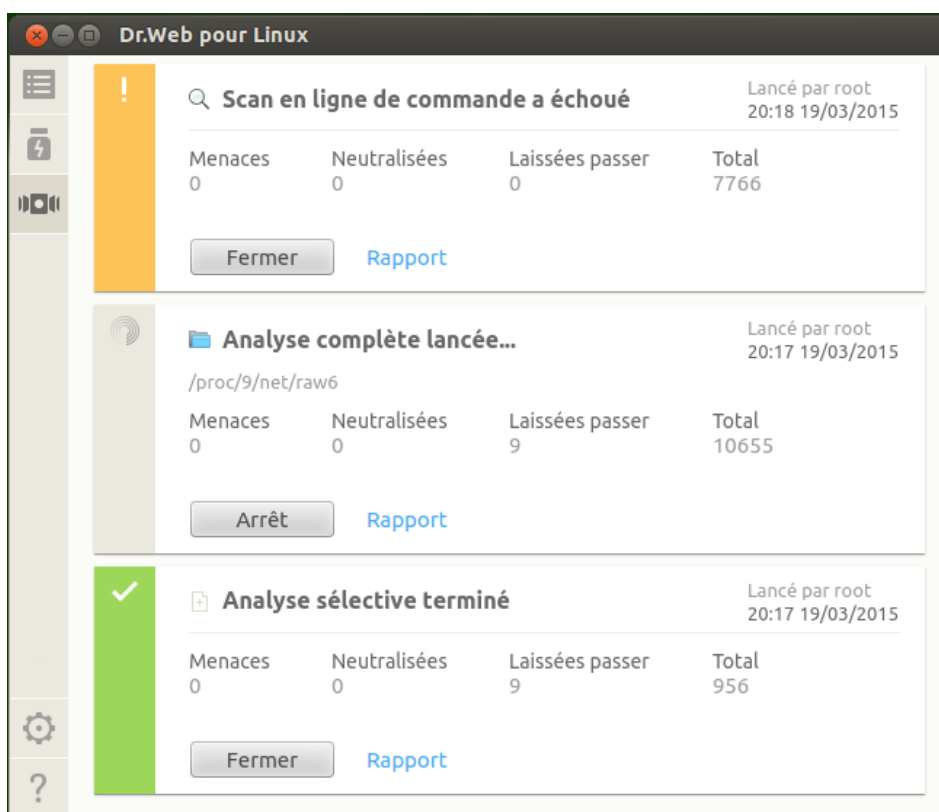 Dr.Web pour Linux
!
Scan en ligne de commande a échoué
Lancé par root
20:18 19/03/2015
Menaces Neutralisées Laissées passer Total
0 0 0 7766
Fermer Rapport
Analyse complète lancée...
Lancé par root
20:17 19/03/2015
/proc/9/net/raw6
Menaces Neutralisées Laissées passer Total
0 0 9 10655
Arrêt Rapport
Analyse sélective terminé
Lancé par root
20:17 19/03/2015
Menaces Neutralisées Laissées passer Total
0 0 9 956
Fermer Rapport
?